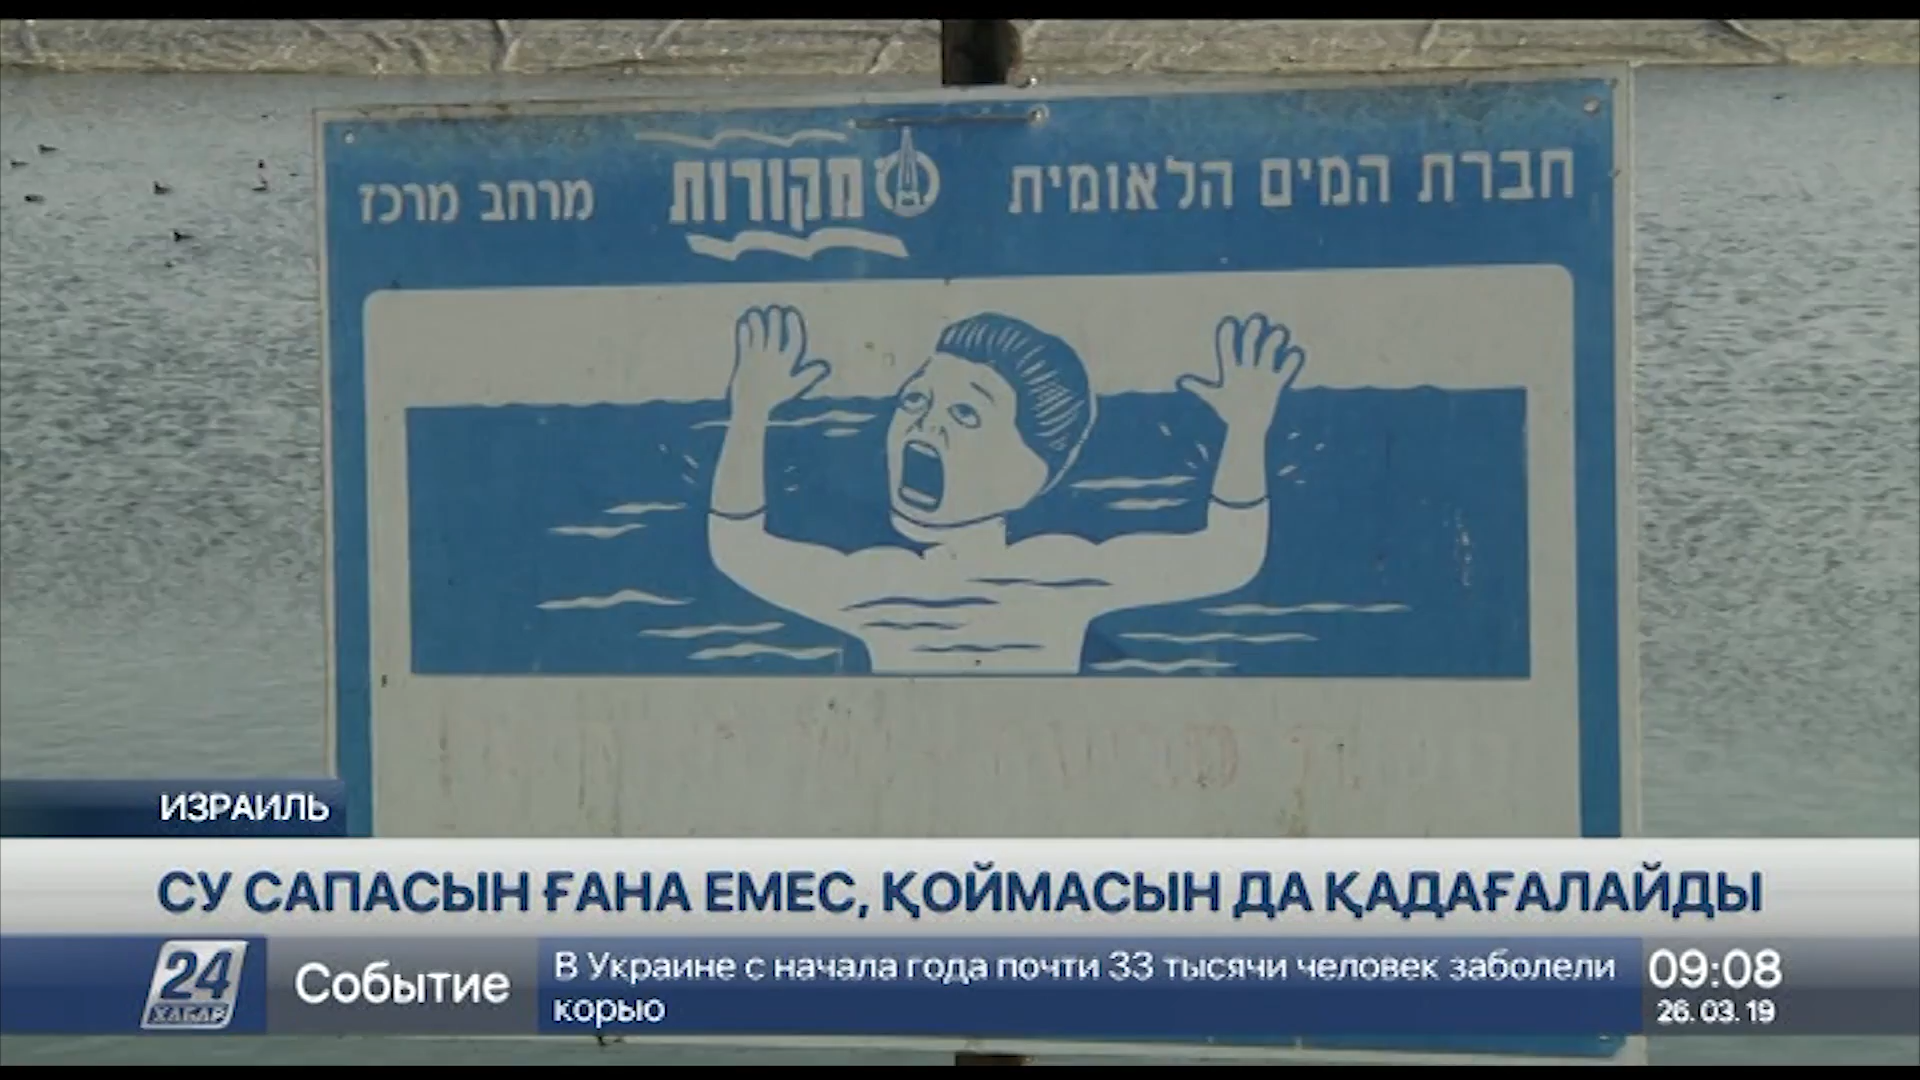 חברת המים הלאומית
מקורות
מרחב מרכז
ИЗРАИЛЬ
СУ САПАСЫН ҒАНА ЕМЕС, ҚОЙМАСЫН ДА ҚАДАҒАЛАЙДЫ
24
ХАБАР
Событие
В Украине с начала года почти 33 тысячи человек заболели
корью
09:08
26. 03. 19